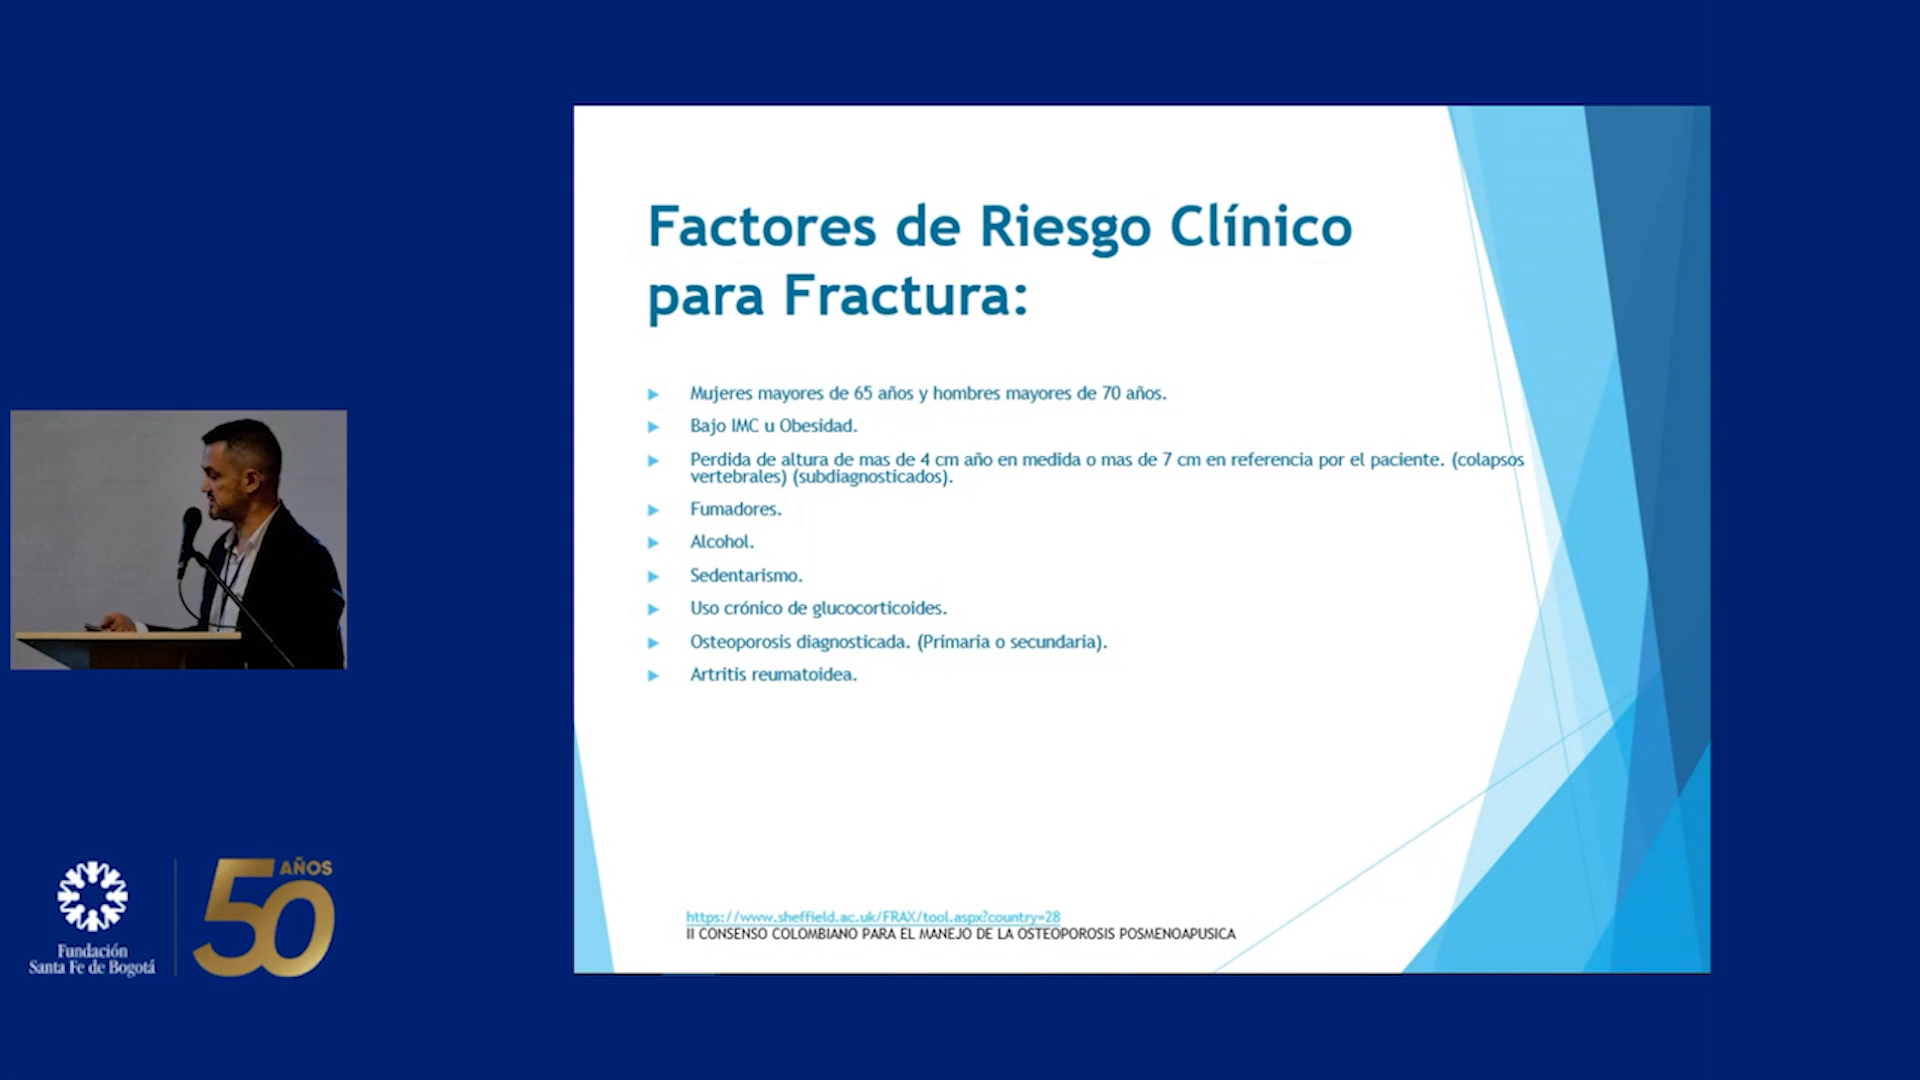 Factores de Riesgo Clínico
para Fractura:
Mujeres mayores de 65 años y hombres mayores de 70 años.
Bajo IMC u Obesidad.
Perdida de altura de mas de 4 cm año en medida o mas de 7 cm en referencia por el paciente. (colapsos
vertebrales) (subdiagnosticados).
Fumadores.
Alcohol.
Sedentarismo.
Uso crónico de glucocorticoides.
Osteoporosis diagnosticada. (Primaria o secundaria).
Artritis reumatoidea.
https://www.sheffield.ac.uk/FRAX/tool.aspx?country=28
II CONSENSO COLOMBIANO PARA EL MANEJO DE LA OSTEOPOROSIS POSMENOAPUSICA
Fundación
Santa Fe de Bogotá
50 AÑOS